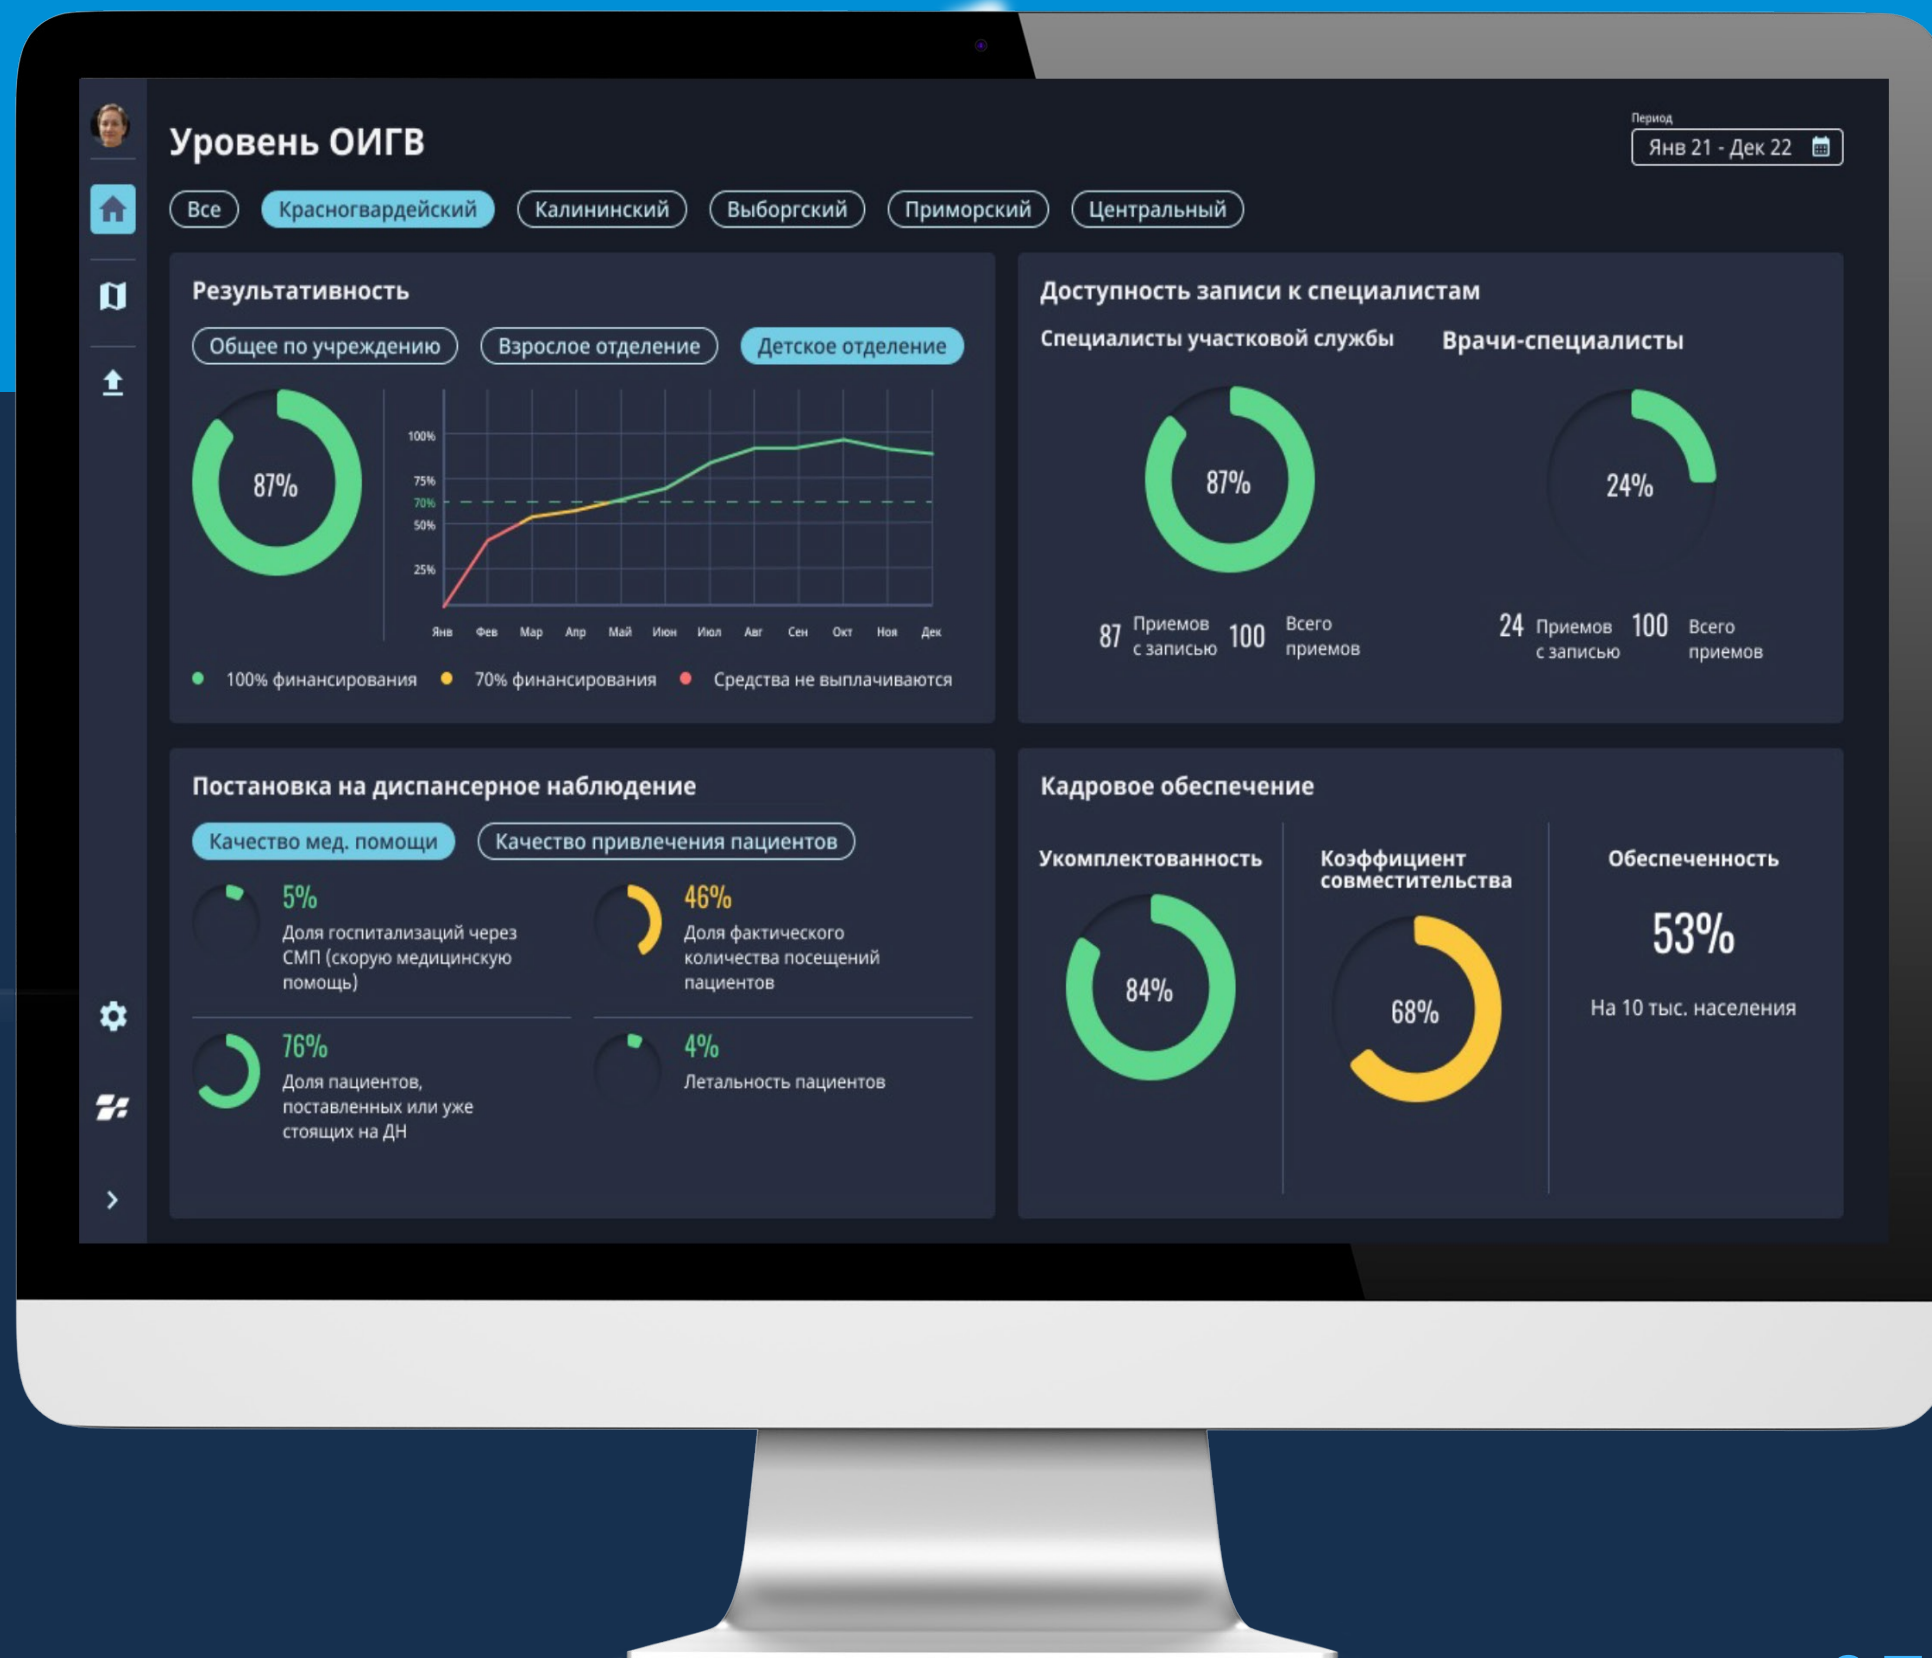 Уровень ОИГВ
Период
Янв 21 - Дек 22
Все
Красногвардейский
Калининский
Выборгский
Приморский
Центральный
Результативность
Общее по учреждению
Взрослое отделение
Детское отделение
87%
100%
75%
70%
50%
25%
Янв Фев Мар Апр Май Июн Июл Авг Сен Окт Ноя Дек
100% финансирования
70% финансирования
Средства не выплачиваются
Доступность записи к специалистам
Специалисты участковой службы
87%
87 Приемов
с записью
100 Всего
приемов
Врачи-специалисты
24%
24 Приемов
с записью
100 Всего
приемов
Постановка на диспансерное наблюдение
Качество мед. помощи
Качество привлечения пациентов
5%
Доля госпитализаций через
СМП (скорую медицинскую
помощь)
46%
Доля фактического
количества посещений
пациентов
76%
Доля пациентов,
поставленных или уже
стоящих на ДН
4%
Летальность пациентов
Кадровое обеспечение
Укомплектованность
84%
Коэффициент
совместительства
68%
Обеспеченность
53%
На 10 тыс. населения